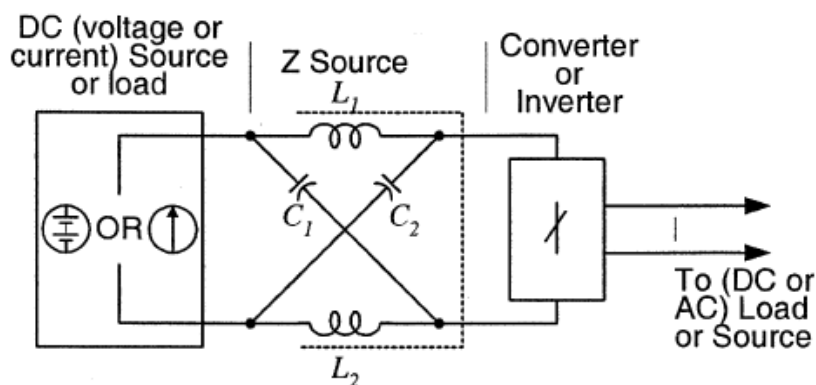 DC (voltage or
current) Source
or load
Z Source
Converter
or
Inverter
L1
OR
C1
C2
To (DC or
AC) Load
or Source
L2